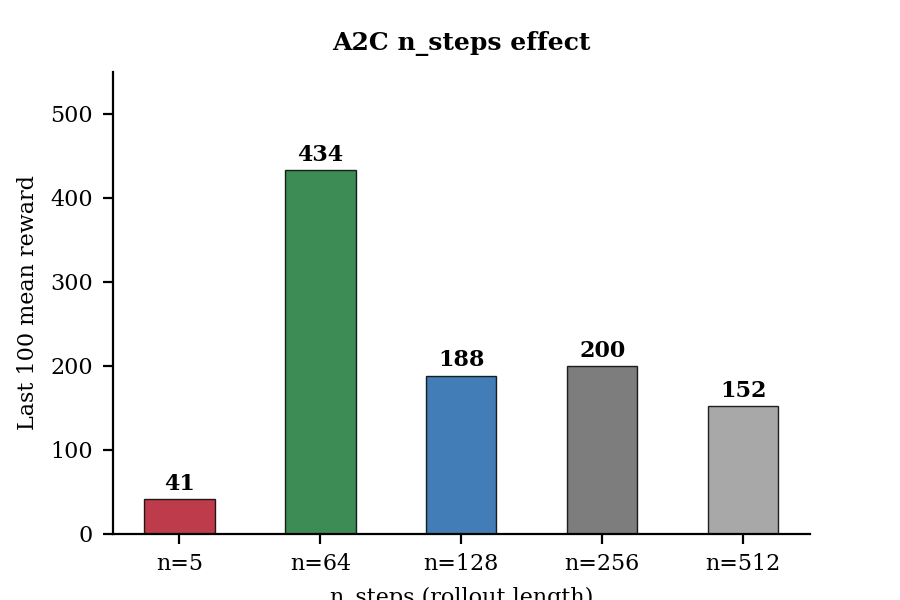 A2C n_steps effect
Last 100 mean reward
500
400
300
200
100
0
41
434
188
200
152
n=5
n=64
n=128
n=256
n=512
n_steps (rollout length)